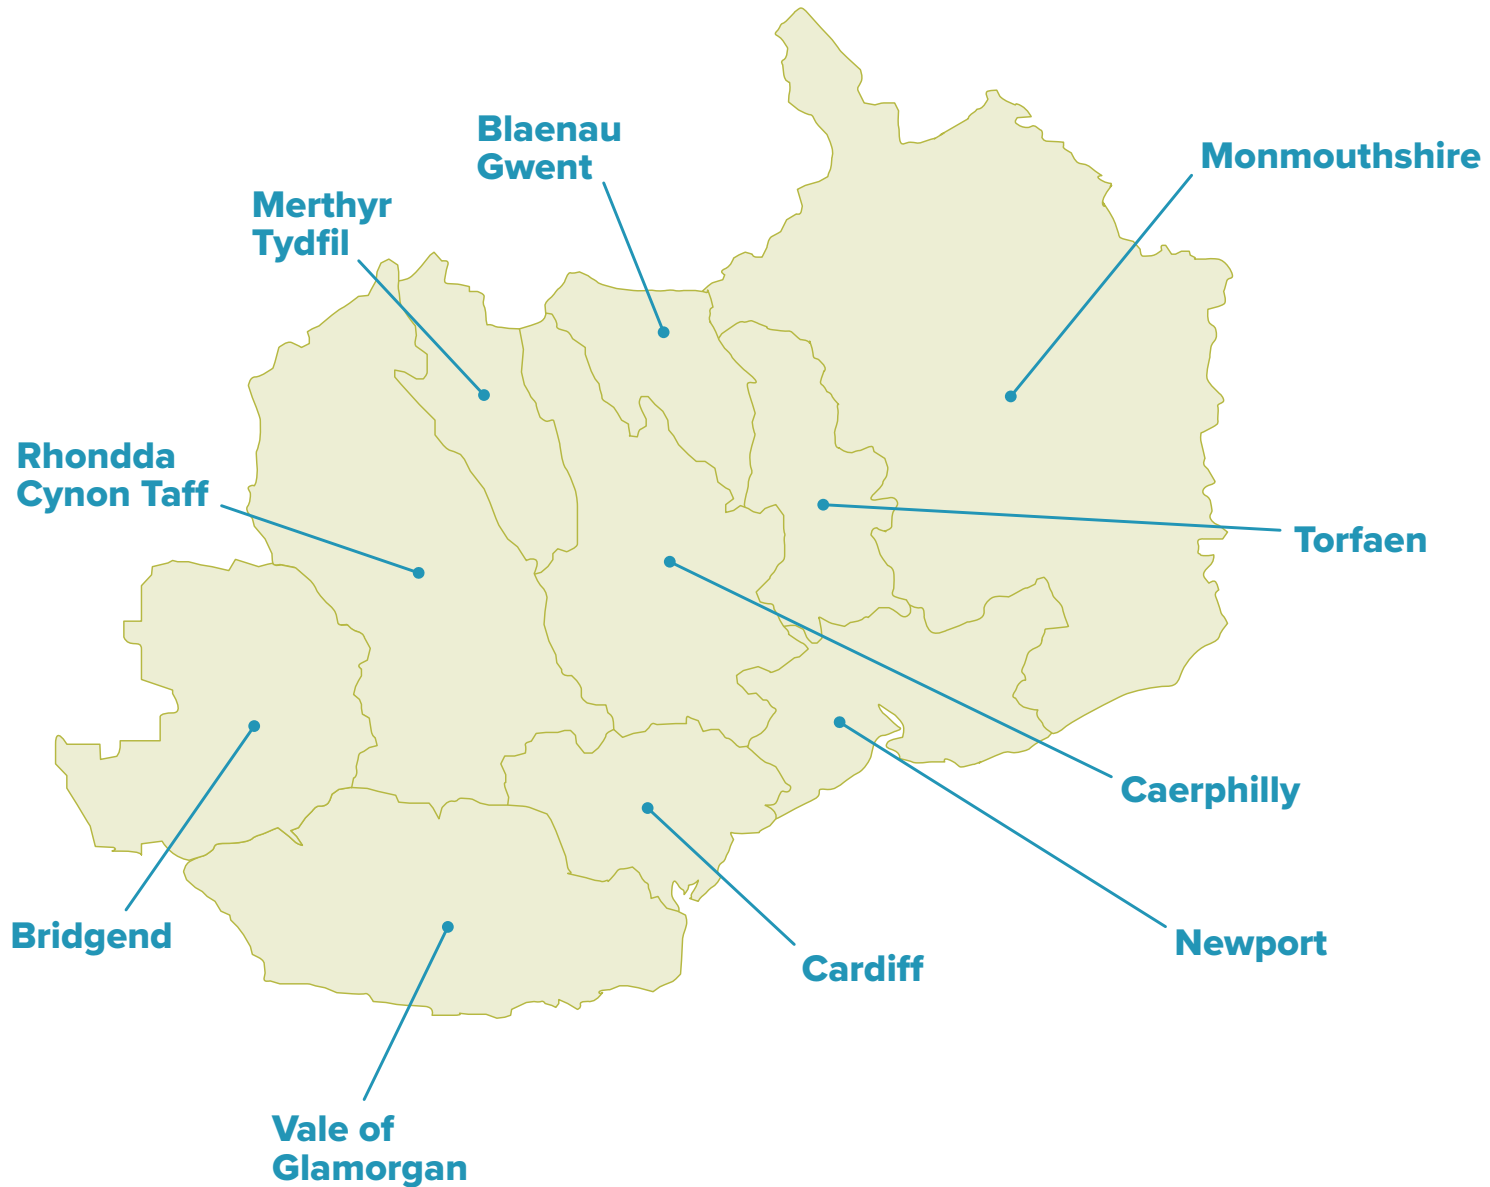 Blaenau
Gwent
Monmouthshire
Merthyr
Tydfil
Rhondda
Cynon Taff
Torfaen
Caerphilly
Bridgend
Newport
Cardiff
Vale of
Glamorgan